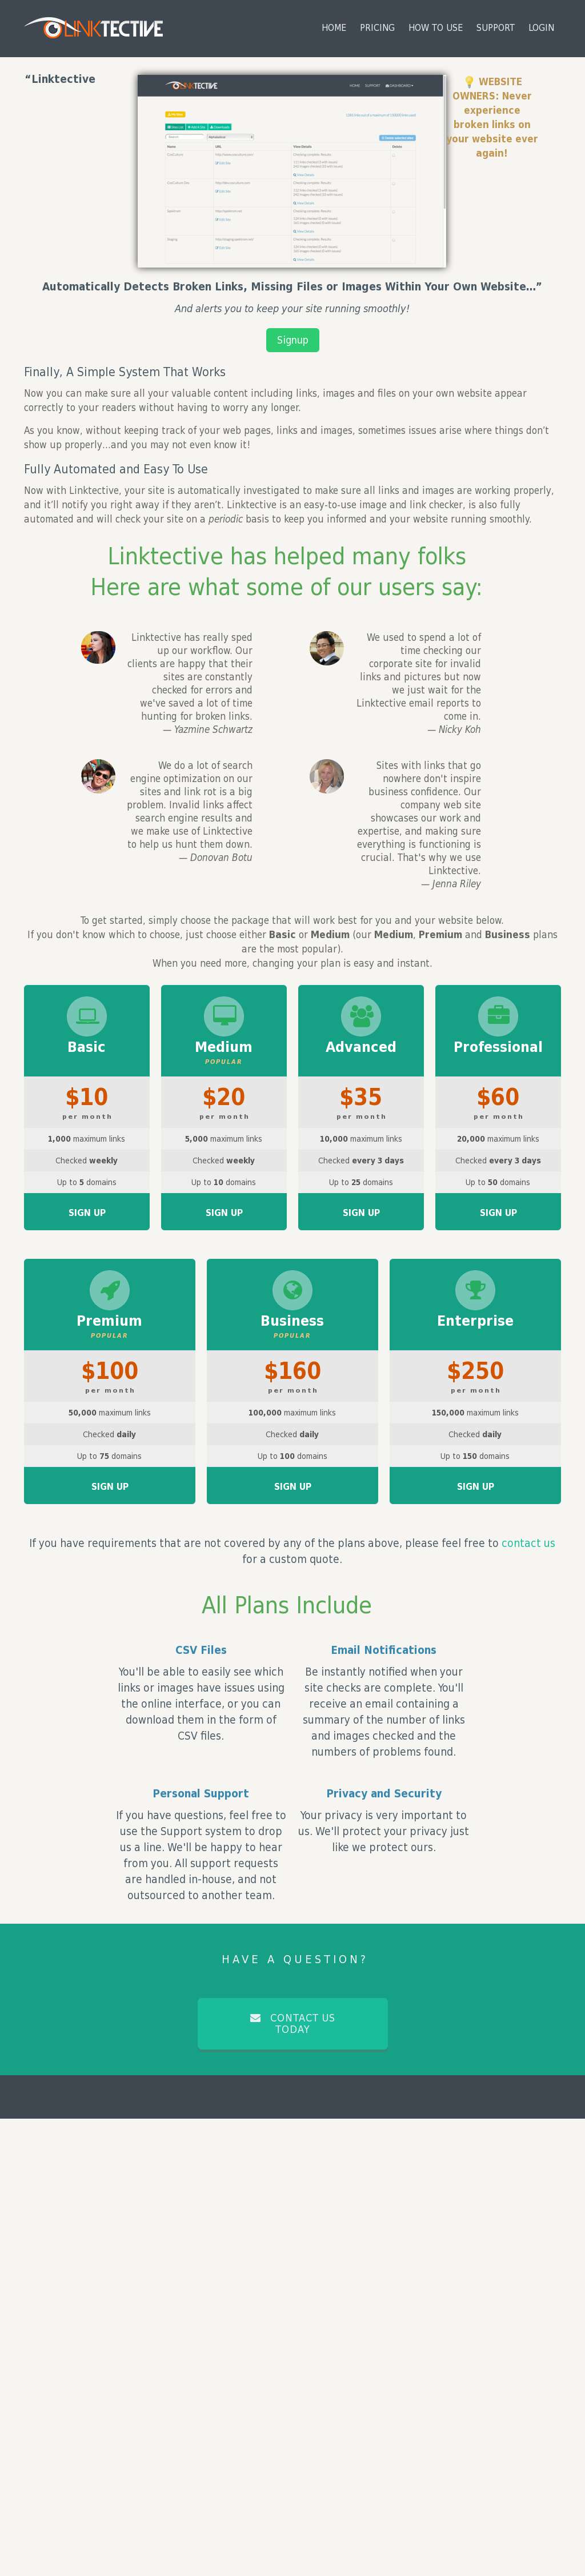 LINKTECTIVE
HOME PRICING HOW TO USE SUPPORT LOGIN
“Linktective
💡 WEBSITE
OWNERS: Never
experience
broken links on
your website ever
again!
LINKTECTIVE
HOME SUPPORT DASHBOARD
Name URL View Details Delete
Automatically Detects Broken Links, Missing Files or Images Within Your Own Website...”
And alerts you to keep your site running smoothly!
Signup
Finally, A Simple System That Works
Now you can make sure all your valuable content including links, images and files on your own website appear
correctly to your readers without having to worry any longer.
As you know, without keeping track of your web pages, links and images, sometimes issues arise where things don’t
show up properly...and you may not even know it!
Fully Automated and Easy To Use
Now with Linktective, your site is automatically investigated to make sure all links and images are working properly,
and it’ll notify you right away if they aren’t. Linktective is an easy-to-use image and link checker, is also fully
automated and will check your site on a periodic basis to keep you informed and your website running smoothly.
Linktective has helped many folks
Here are what some of our users say:
Linktective has really sped
up our workflow. Our
clients are happy that their
sites are constantly
checked for errors and
we've saved a lot of time
hunting for broken links.
— Yazmine Schwartz
We used to spend a lot of
time checking our
corporate site for invalid
links and pictures but now
we just wait for the
Linktective email reports to
come in.
— Nicky Koh
We do a lot of search
engine optimization on our
sites and link rot is a big
problem. Invalid links affect
search engine results and
we make use of Linktective
to help us hunt them down.
— Donovan Botu
Sites with links that go
nowhere don't inspire
business confidence. Our
company web site
showcases our work and
expertise, and making sure
everything is functioning is
crucial. That's why we use
Linktective.
— Jenna Riley
To get started, simply choose the package that will work best for you and your website below.
If you don't know which to choose, just choose either Basic or Medium (our Medium, Premium and Business plans
are the most popular).
When you need more, changing your plan is easy and instant.
Basic
$10
per month
1,000 maximum links
Checked weekly
Up to 5 domains
SIGN UP
Medium
POPULAR
$20
per month
5,000 maximum links
Checked weekly
Up to 10 domains
SIGN UP
Advanced
$35
per month
10,000 maximum links
Checked every 3 days
Up to 25 domains
SIGN UP
Professional
$60
per month
20,000 maximum links
Checked every 3 days
Up to 50 domains
SIGN UP
Premium
POPULAR
$100
per month
50,000 maximum links
Checked daily
Up to 75 domains
SIGN UP
Business
POPULAR
$160
per month
100,000 maximum links
Checked daily
Up to 100 domains
SIGN UP
Enterprise
$250
per month
150,000 maximum links
Checked daily
Up to 150 domains
SIGN UP
If you have requirements that are not covered by any of the plans above, please feel free to contact us
for a custom quote.
All Plans Include
CSV Files
You'll be able to easily see which
links or images have issues using
the online interface, or you can
download them in the form of
CSV files.
Email Notifications
Be instantly notified when your
site checks are complete. You'll
receive an email containing a
summary of the number of links
and images checked and the
numbers of problems found.
Personal Support
If you have questions, feel free to
use the Support system to drop
us a line. We'll be happy to hear
from you. All support requests
are handled in-house, and not
outsourced to another team.
Privacy and Security
Your privacy is very important to
us. We'll protect your privacy just
like we protect ours.
HAVE A QUESTION?
CONTACT US
TODAY